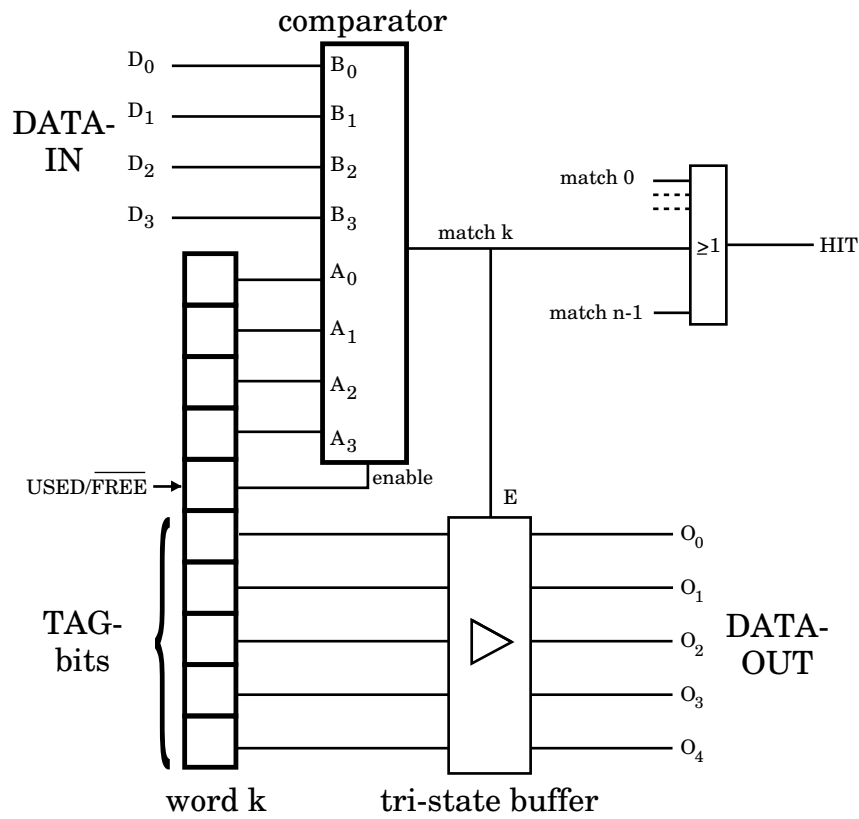 comparator
D0
B0
D1
B1
DATA-
IN
D2
B2
D3
B3
match 0
match k
≥1
HIT
A0
match n-1
A1
A2
A3
enable
USED/F̅R̅E̅E̅
E
TAG-
bits
O0
O1
O2
DATA-
OUT
O3
O4
word k
tri-state buffer